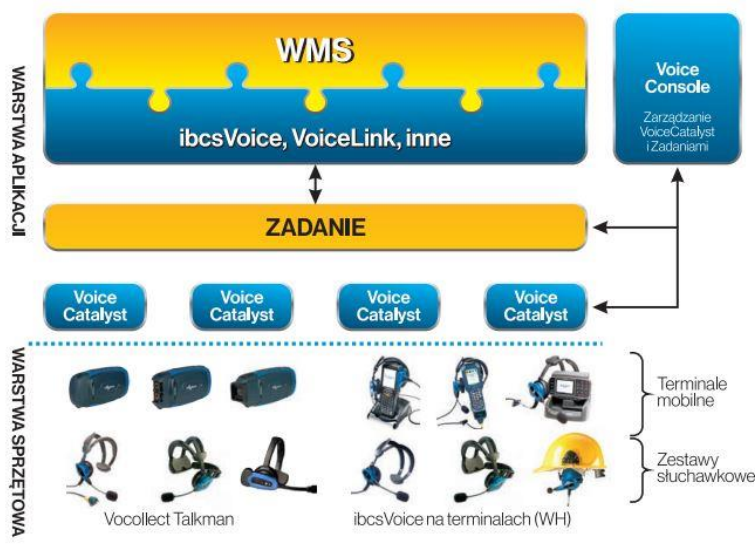 WARSTWA APLIKACJI
WMS
ibcsVoice, VoiceLink, inne
Voice
Console
Zarządzanie
VoiceCatalyst
i Zadaniami
ZADANIE
Voice
Catalyst
Voice
Catalyst
Voice
Catalyst
Voice
Catalyst
WARSTWA SPRZĘTOWA
Terminale
mobilne
Zestawy
słuchawkowe
Vocollect Talkman
ibcsVoice na terminalach (WH)